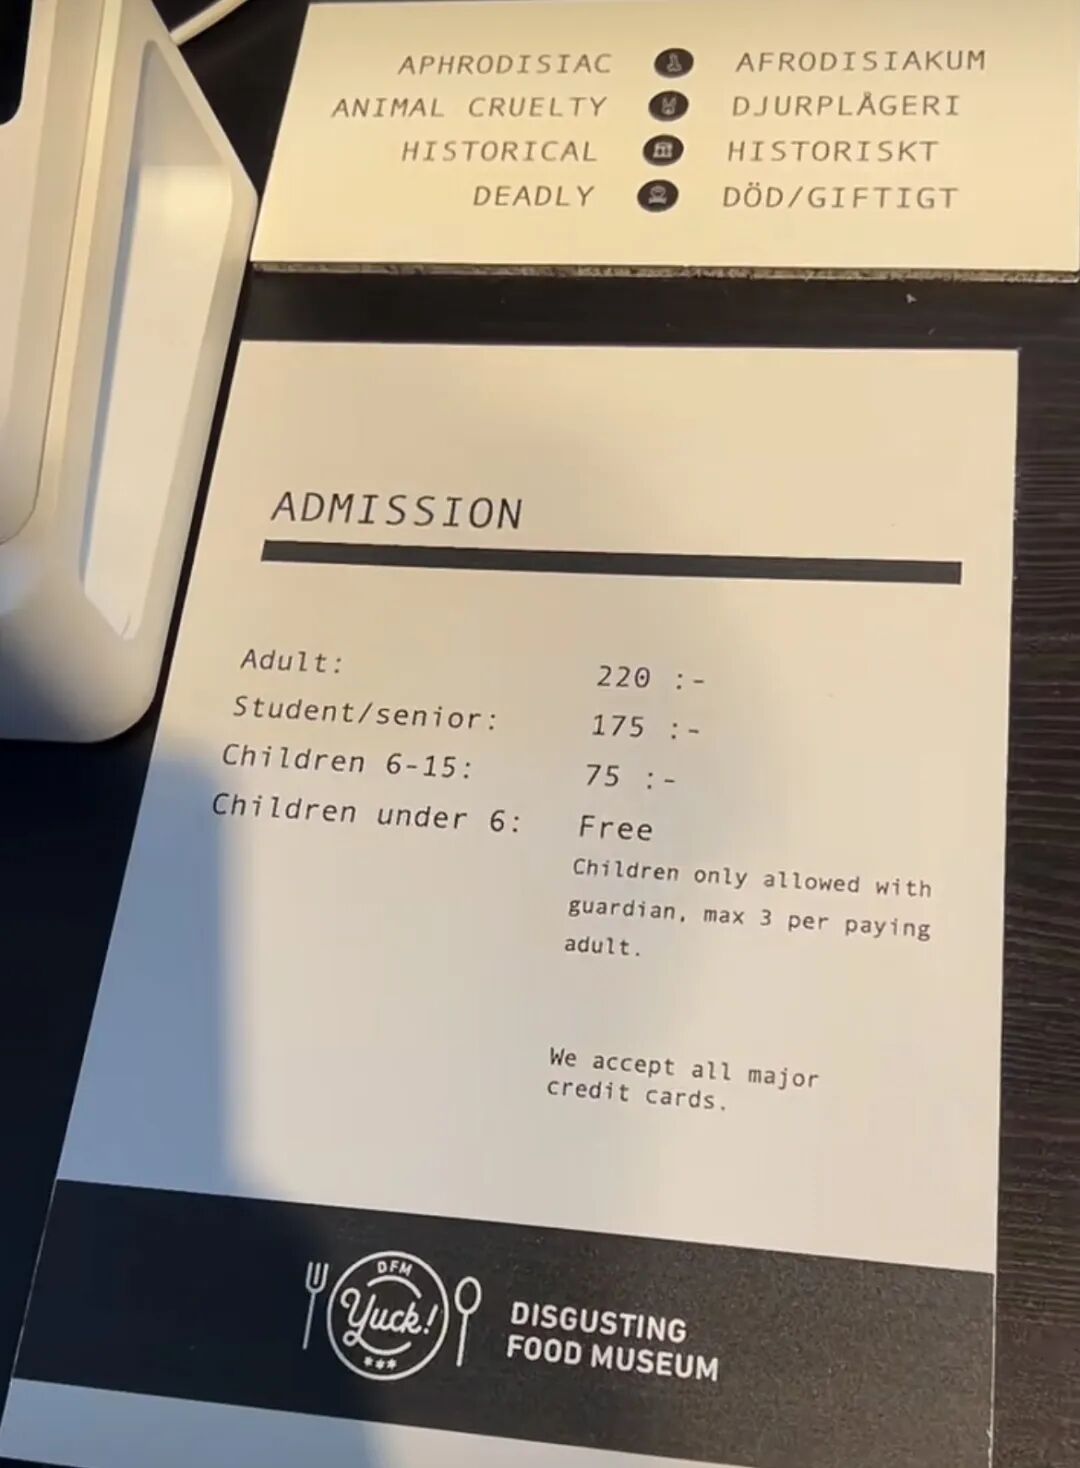 APHRODISIAC AFRODISIAKUM
ANIMAL CRUELTY DJURPLÅGERI
HISTORICAL HISTORISKT
DEADLY DÖD/GIFTIGT
ADMISSION
Adult: 220 :-
Student/senior: 175 :-
Children 6-15: 75 :-
Children under 6: Free
Children only allowed with
guardian, max 3 per paying
adult.
We accept all major
credit cards.
DFM
Yuck!
***
DISGUSTING
FOOD MUSEUM